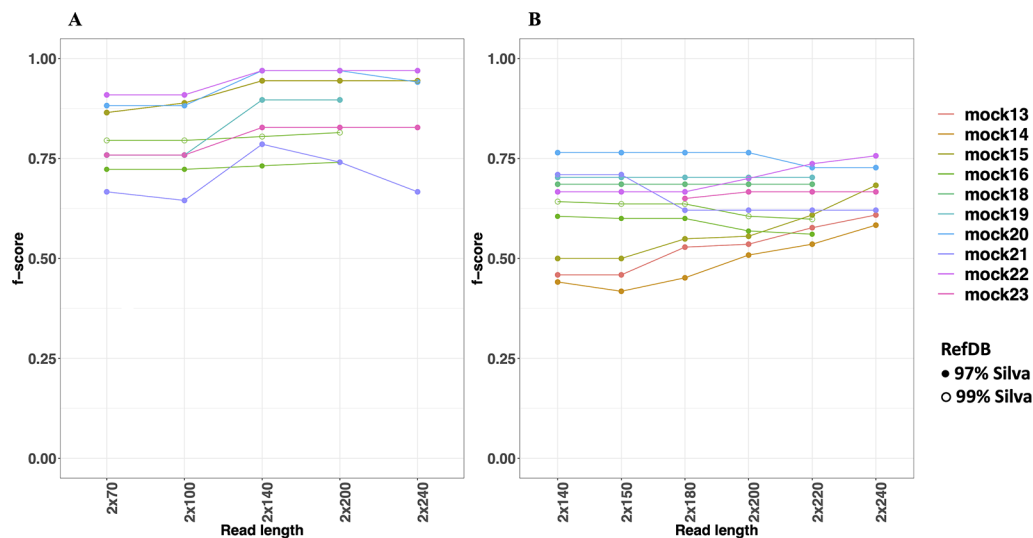 A
B
1.00
0.75
0.50
0.25
0.00
f-score
2x70
2x100
2x140
2x200
2x240
Read length
1.00
0.75
0.50
0.25
0.00
f-score
2x140
2x150
2x180
2x200
2x220
2x240
Read length
mock13
mock14
mock15
mock16
mock18
mock19
mock20
mock21
mock22
mock23
RefDB
97% Silva
99% Silva